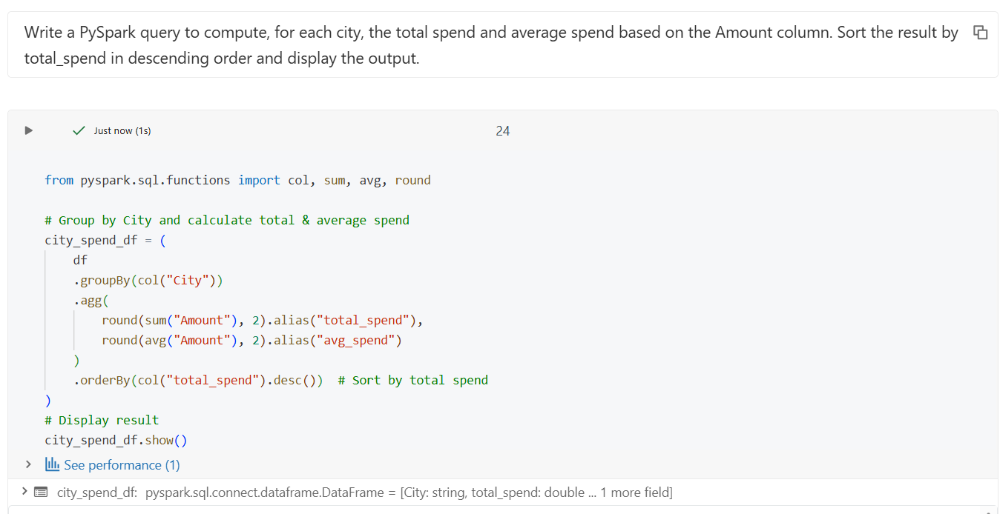 Write a PySpark query to compute, for each city, the total spend and average spend based on the Amount column. Sort the result by
total_spend in descending order and display the output.
Just now (1s)
24
from pyspark.sql.functions import col, sum, avg, round
# Group by City and calculate total & average spend
city_spend_df = (
    df
    .groupBy(col("City"))
    .agg(
        round(sum("Amount"), 2).alias("total_spend"),
        round(avg("Amount"), 2).alias("avg_spend")
    )
    .orderBy(col("total_spend").desc())  # Sort by total spend
)
# Display result
city_spend_df.show()
See performance (1)
city_spend_df: pyspark.sql.connect.dataframe.DataFrame = [City: string, total_spend: double ... 1 more field]